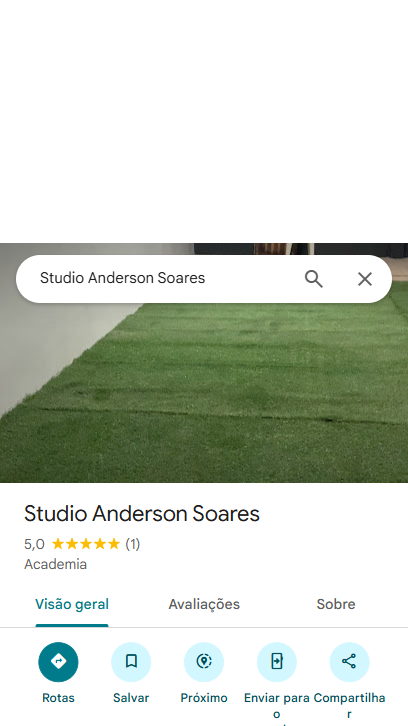 Studio Anderson Soares
Studio Anderson Soares
5,0 (1)
Academia
Visão geral Avaliações Sobre
Rotas Salvar Próximo Enviar para Compartilha
o r